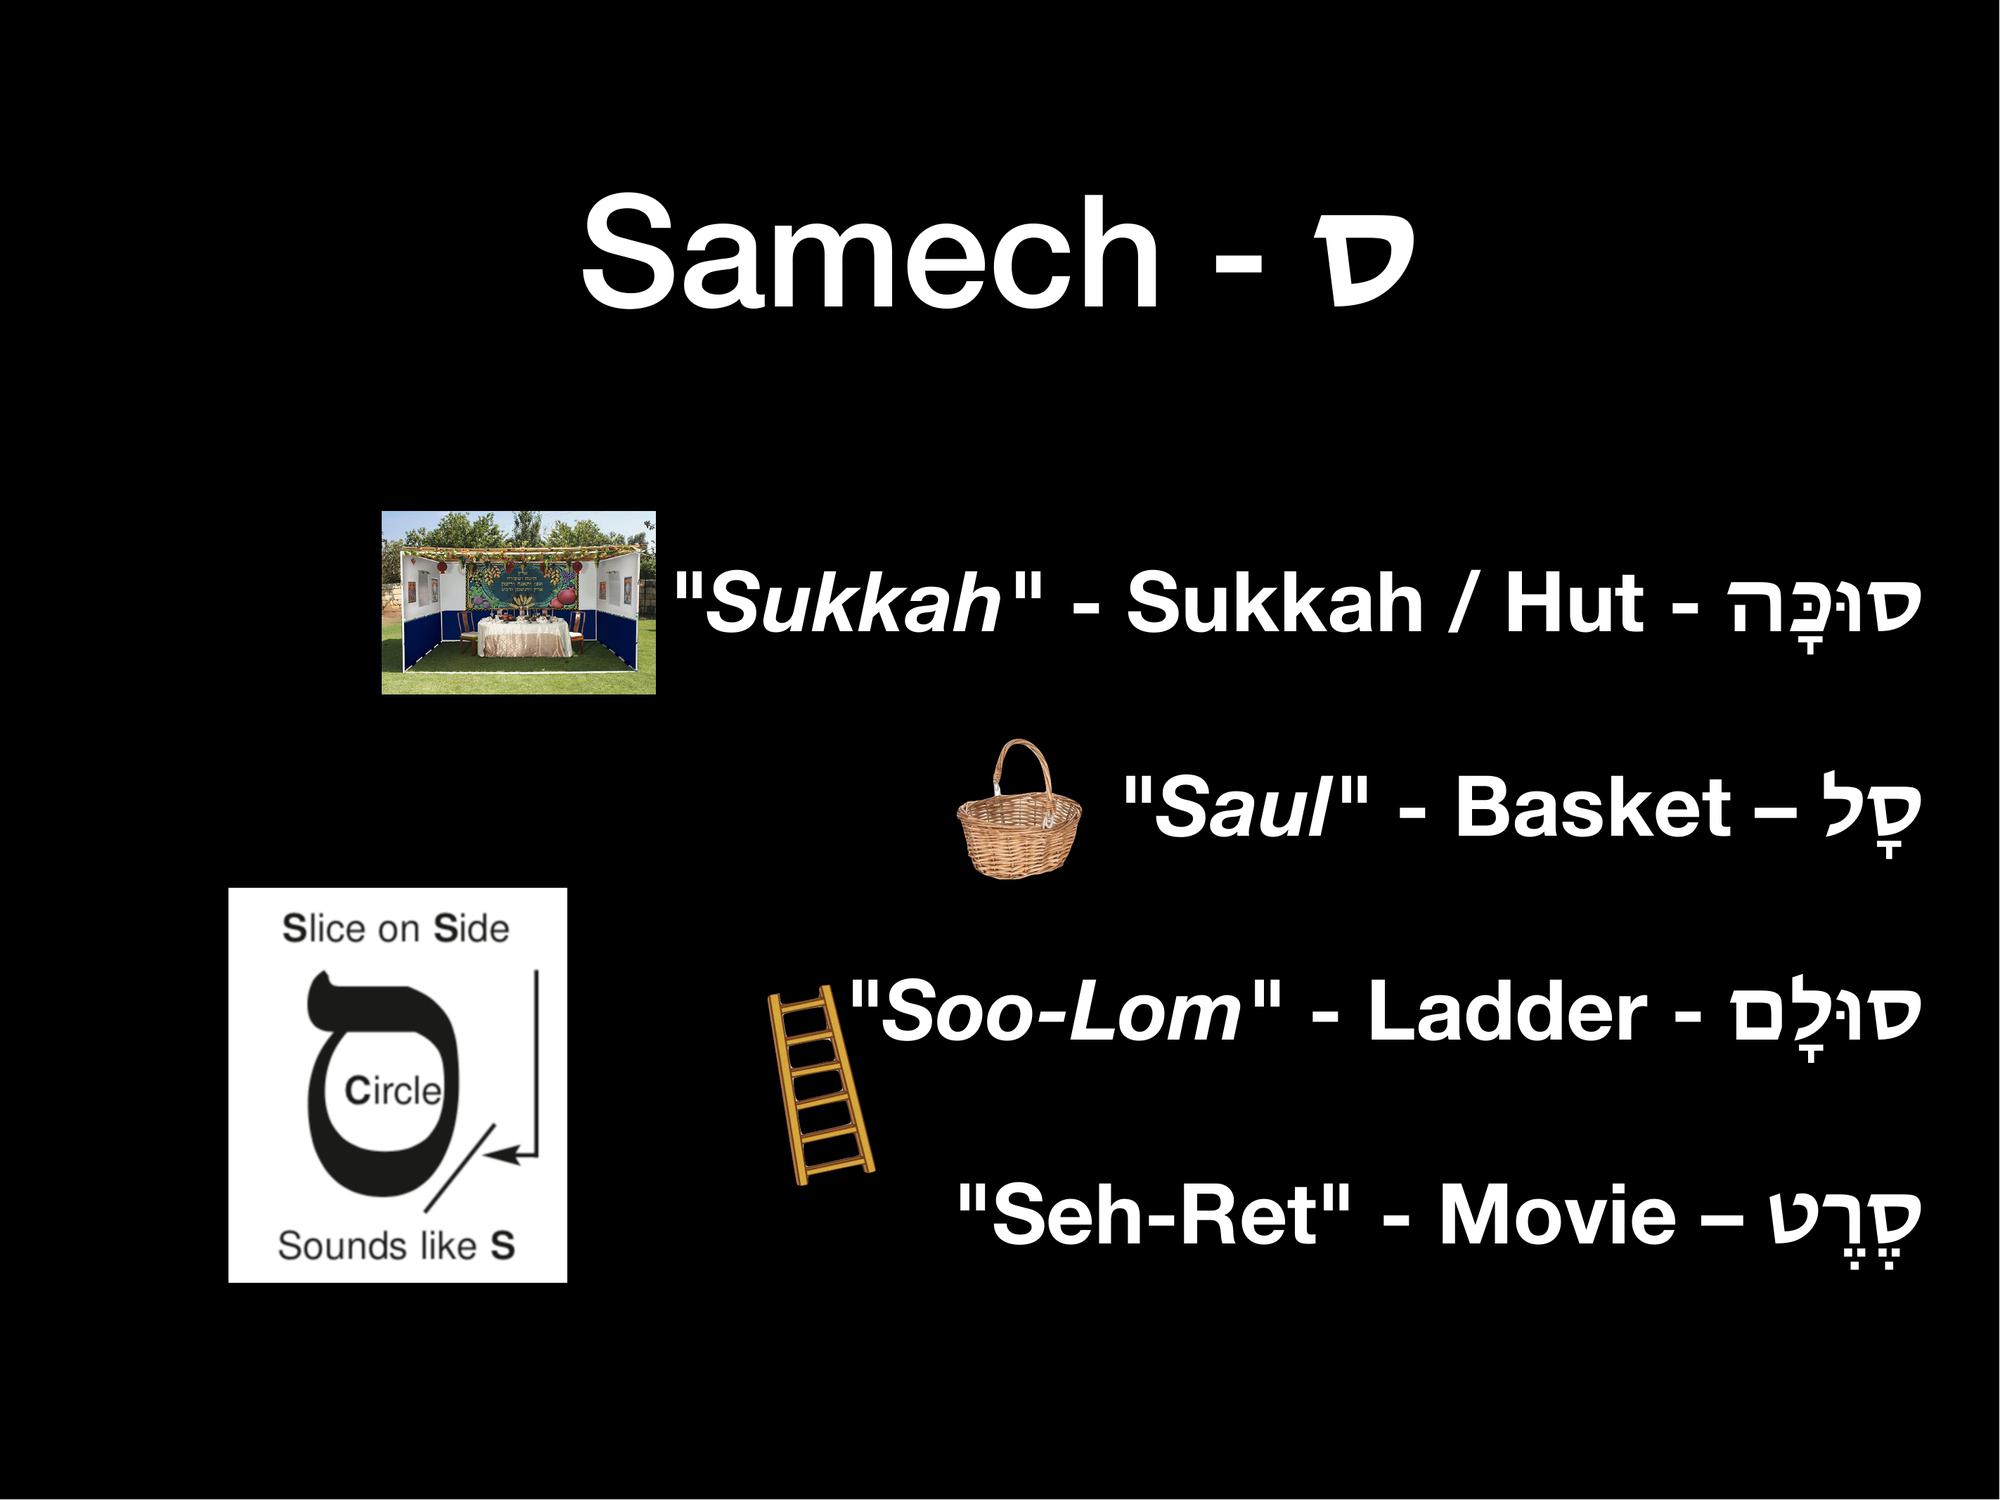 Samech - ס
"Sukkah" - Sukkah / Hut - סוּכָּה
"Saul" - Basket – סָל
"Soo-Lom" - Ladder - סוּלָם
"Seh-Ret" - Movie – סֶרֶט
Slice on Side
ס
Circle
Sounds like S